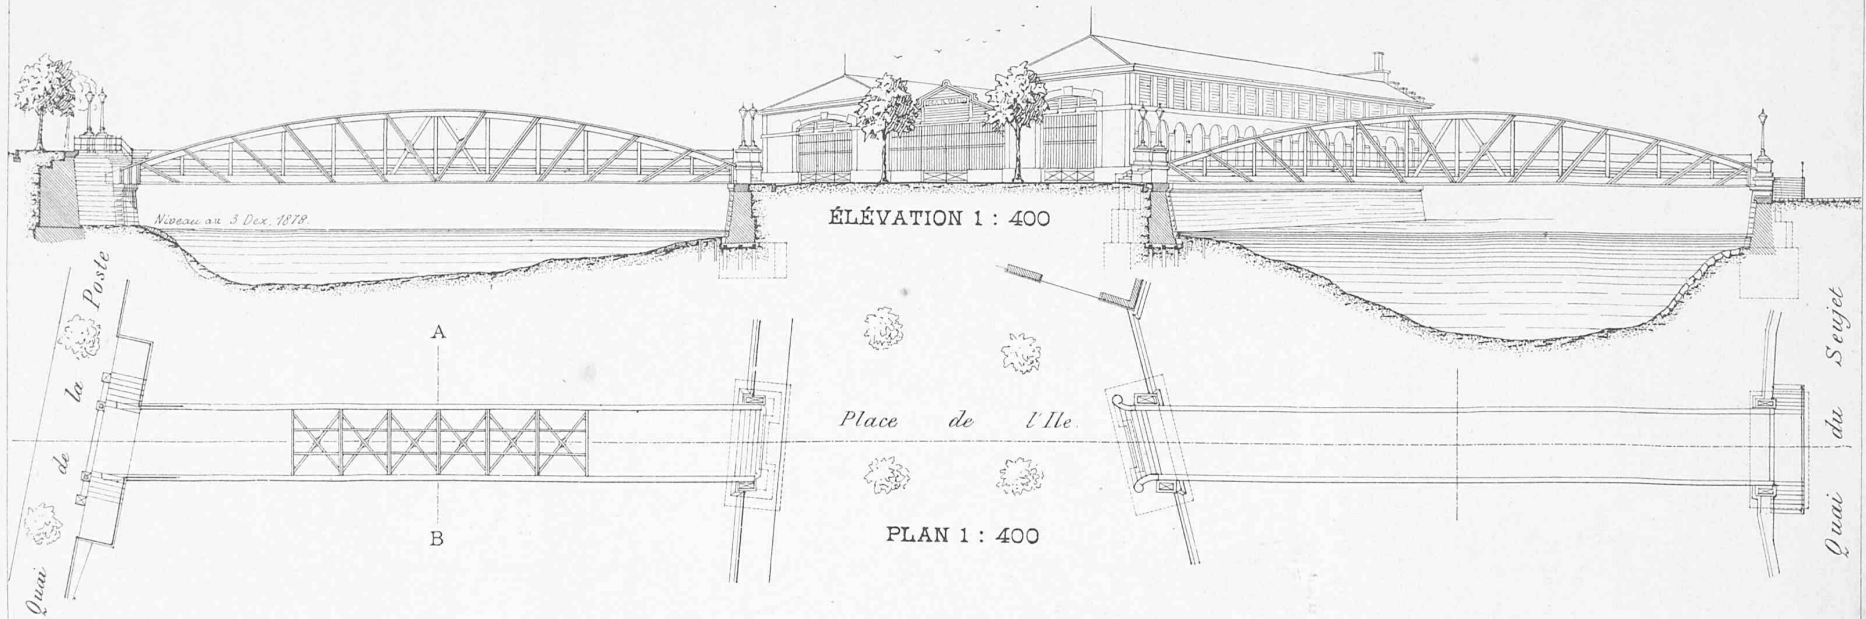 Niveau au 3 Dex. 1878.
ÉLÉVATION 1 : 400
Quai de la Poste
A
Place de l'Ile.
B
PLAN 1 : 400
Quai du Seujet